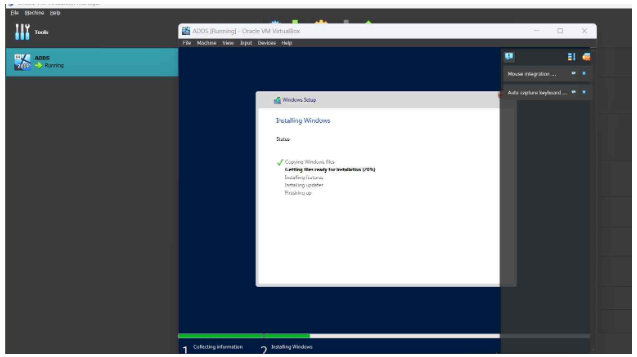 File Machine Help
Tools
ADDS
Running
ADDS [Running] - Oracle VM VirtualBox
File Machine View Input Devices Help
Mouse integration ...
Auto capture keyboard ...
Windows Setup
Installing Windows
Status
Copying Windows files
Getting files ready for installation (70%)
Installing features
Installing updates
Finishing up
1 Collecting information
2 Installing Windows